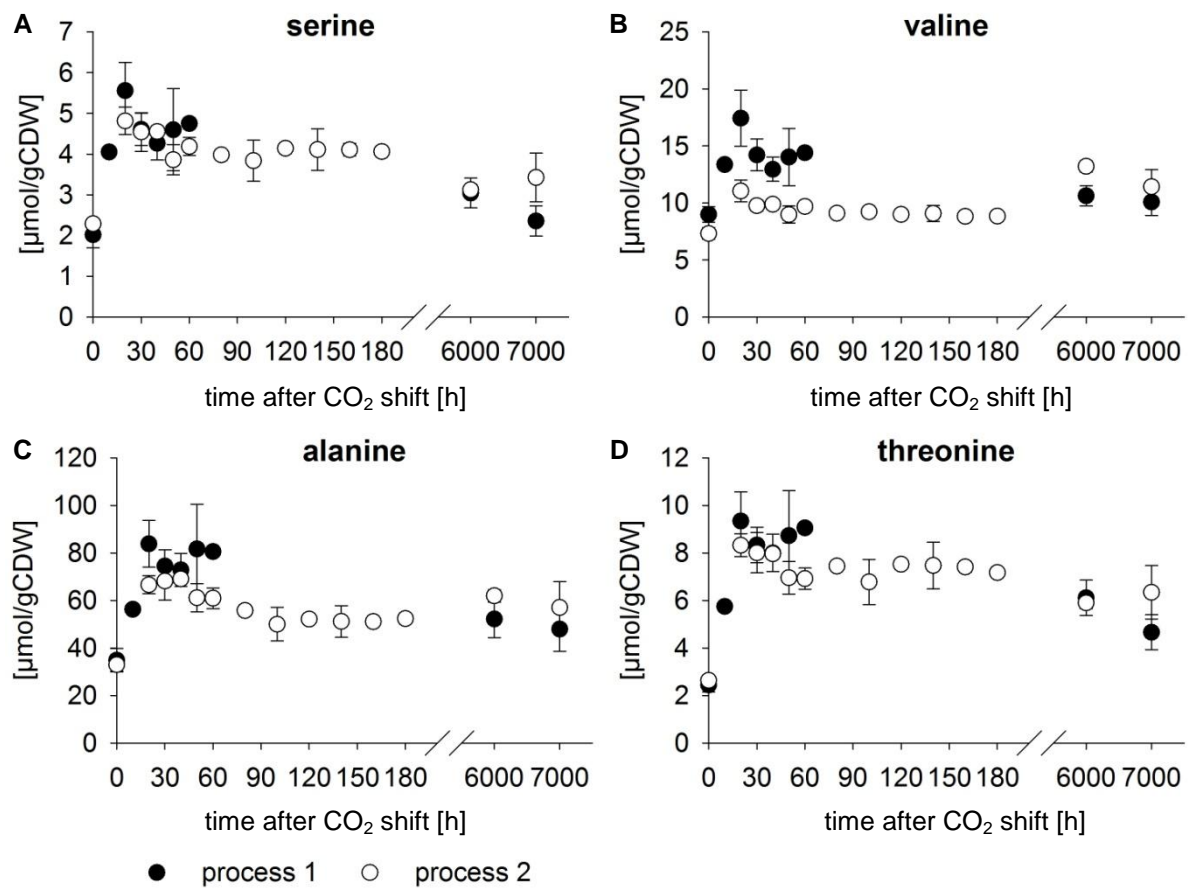 A serine
7
6
5
4
3
2
1
0
[µmol/gCDW]
0 30 60 90 120 150 180 6000 7000
time after CO₂ shift [h]
B valine
25
20
15
10
5
0
[µmol/gCDW]
0 30 60 90 120 150 180 6000 7000
time after CO₂ shift [h]
C alanine
120
100
80
60
40
20
0
[µmol/gCDW]
0 30 60 90 120 150 180 6000 7000
time after CO₂ shift [h]
D threonine
12
10
8
6
4
2
0
[µmol/gCDW]
0 30 60 90 120 150 180 6000 7000
time after CO₂ shift [h]
process 1 process 2